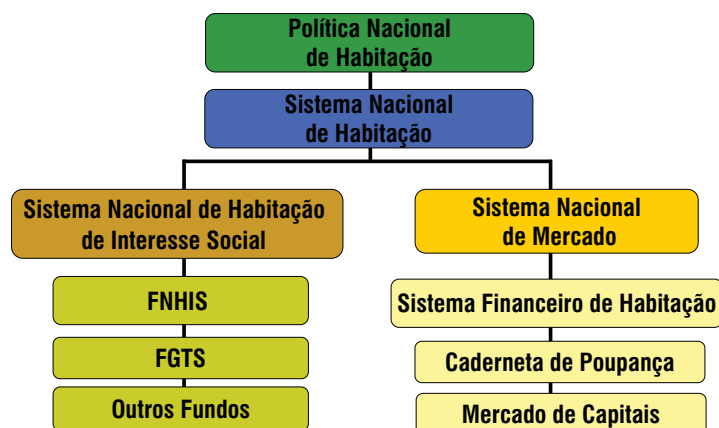 Política Nacional
de Habitação
Sistema Nacional
de Habitação
Sistema Nacional de Habitação
de Interesse Social
FNHIS
FGTS
Outros Fundos
Sistema Nacional
de Mercado
Sistema Financeiro de Habitação
Caderneta de Poupança
Mercado de Capitais